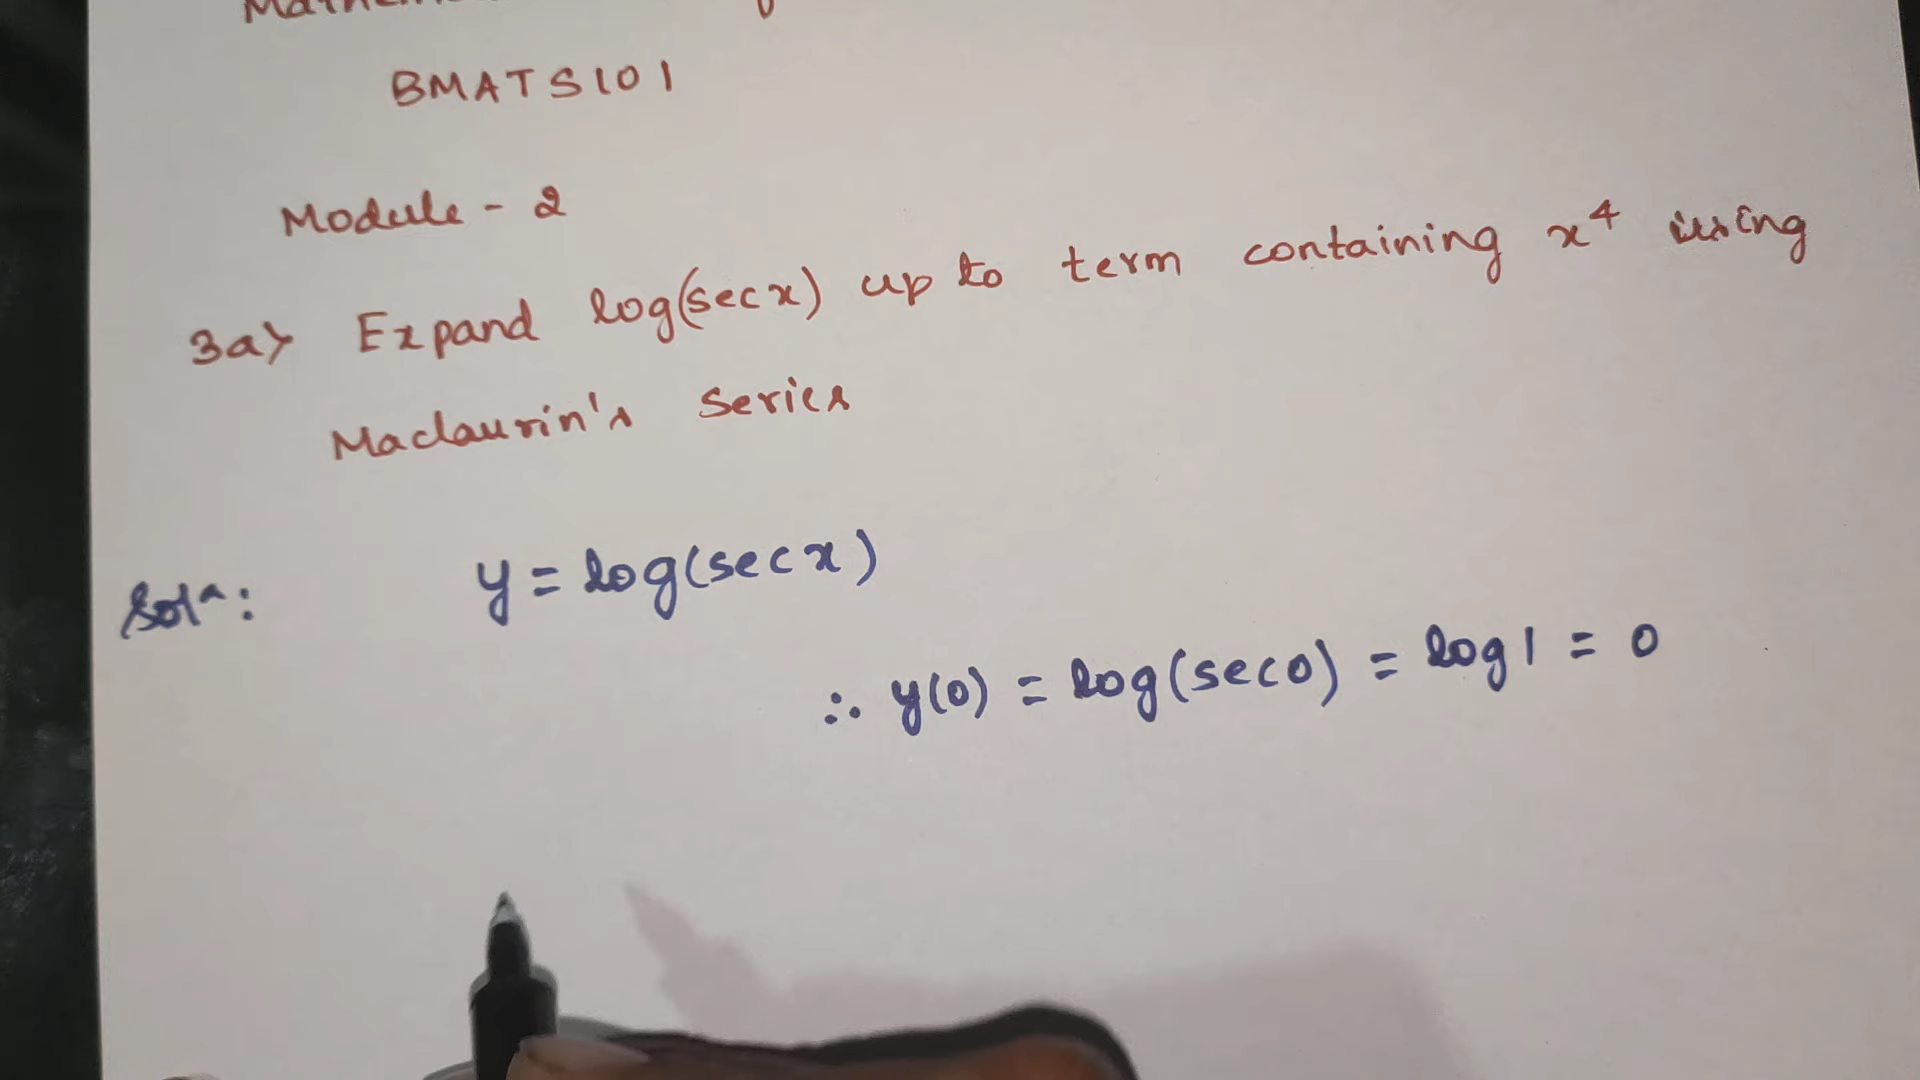 BMATS101
Module - 2
3a> Expand log(secx) up to term containing x⁴ using
Maclaurin's series
Solⁿ: y = log(secx)
∴ y(0) = log(sec0) = log1 = 0